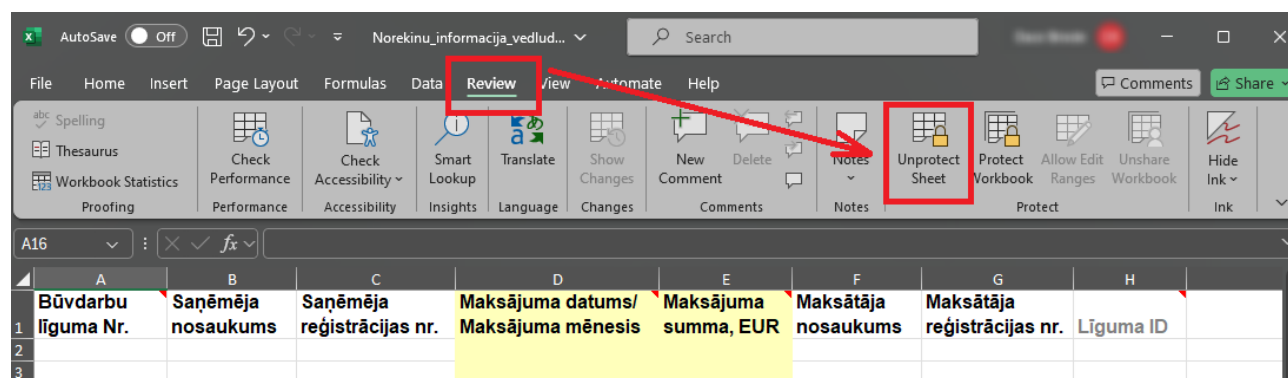 AutoSave Off Norekinu_informacija_vedlud... Search
File Home Insert Page Layout Formulas Data Review View Automate Help Comments Share
abc Spelling
Thesaurus
123 Workbook Statistics
Proofing
Check
Performance
Performance
Check
Accessibility
Accessibility
Smart
Lookup
Insights
Translate
Language
Show
Changes
Changes
New
Comment
Delete
Comments
Notes
Notes
Unprotect
Sheet
Protect
Workbook
Allow Edit
Ranges
Unshare
Workbook
Protect
Hide
Ink
Ink
A16 fx
A B C D E F G H
1
Būvdarbu
līguma Nr.
Saņēmēja
nosaukums
Saņēmēja
reģistrācijas nr.
Maksājuma datums/
Maksājuma mēnesis
Maksājuma
summa, EUR
Maksātāja
nosaukums
Maksātāja
reģistrācijas nr.
Līguma ID
2
3